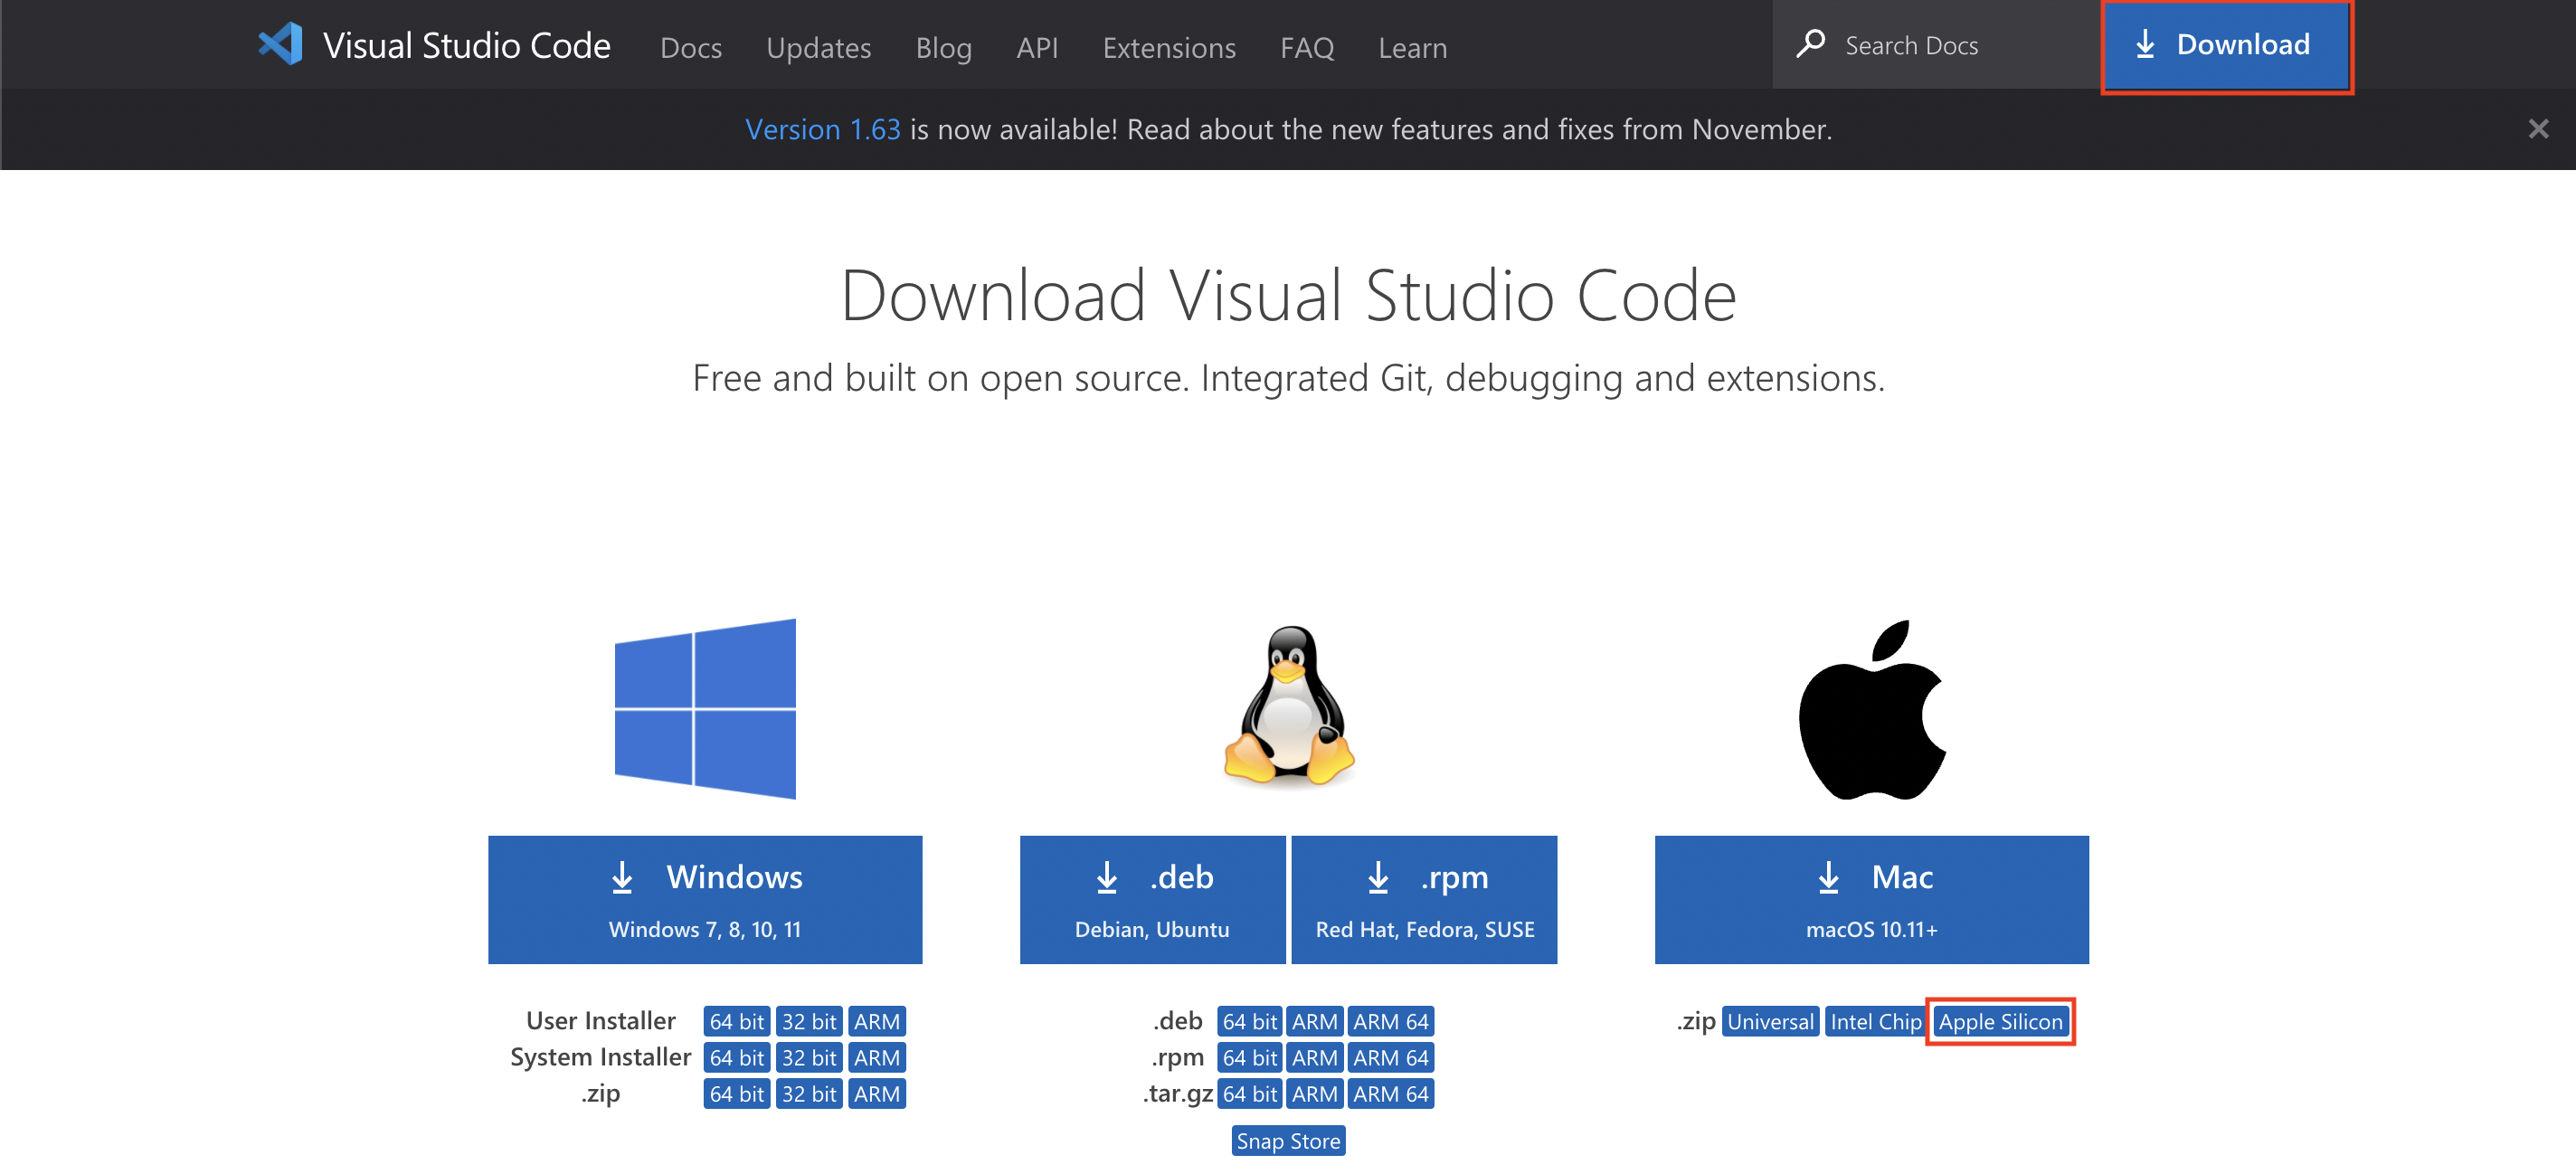 Visual Studio Code Docs Updates Blog API Extensions FAQ Learn Search Docs Download
Version 1.63 is now available! Read about the new features and fixes from November.
Download Visual Studio Code
Free and built on open source. Integrated Git, debugging and extensions.
Windows
Windows 7, 8, 10, 11
User Installer 64 bit 32 bit ARM
System Installer 64 bit 32 bit ARM
.zip 64 bit 32 bit ARM
.deb
Debian, Ubuntu
.rpm
Red Hat, Fedora, SUSE
.deb 64 bit ARM ARM 64
.rpm 64 bit ARM ARM 64
.tar.gz 64 bit ARM ARM 64
Snap Store
Mac
macOS 10.11+
.zip Universal Intel Chip Apple Silicon